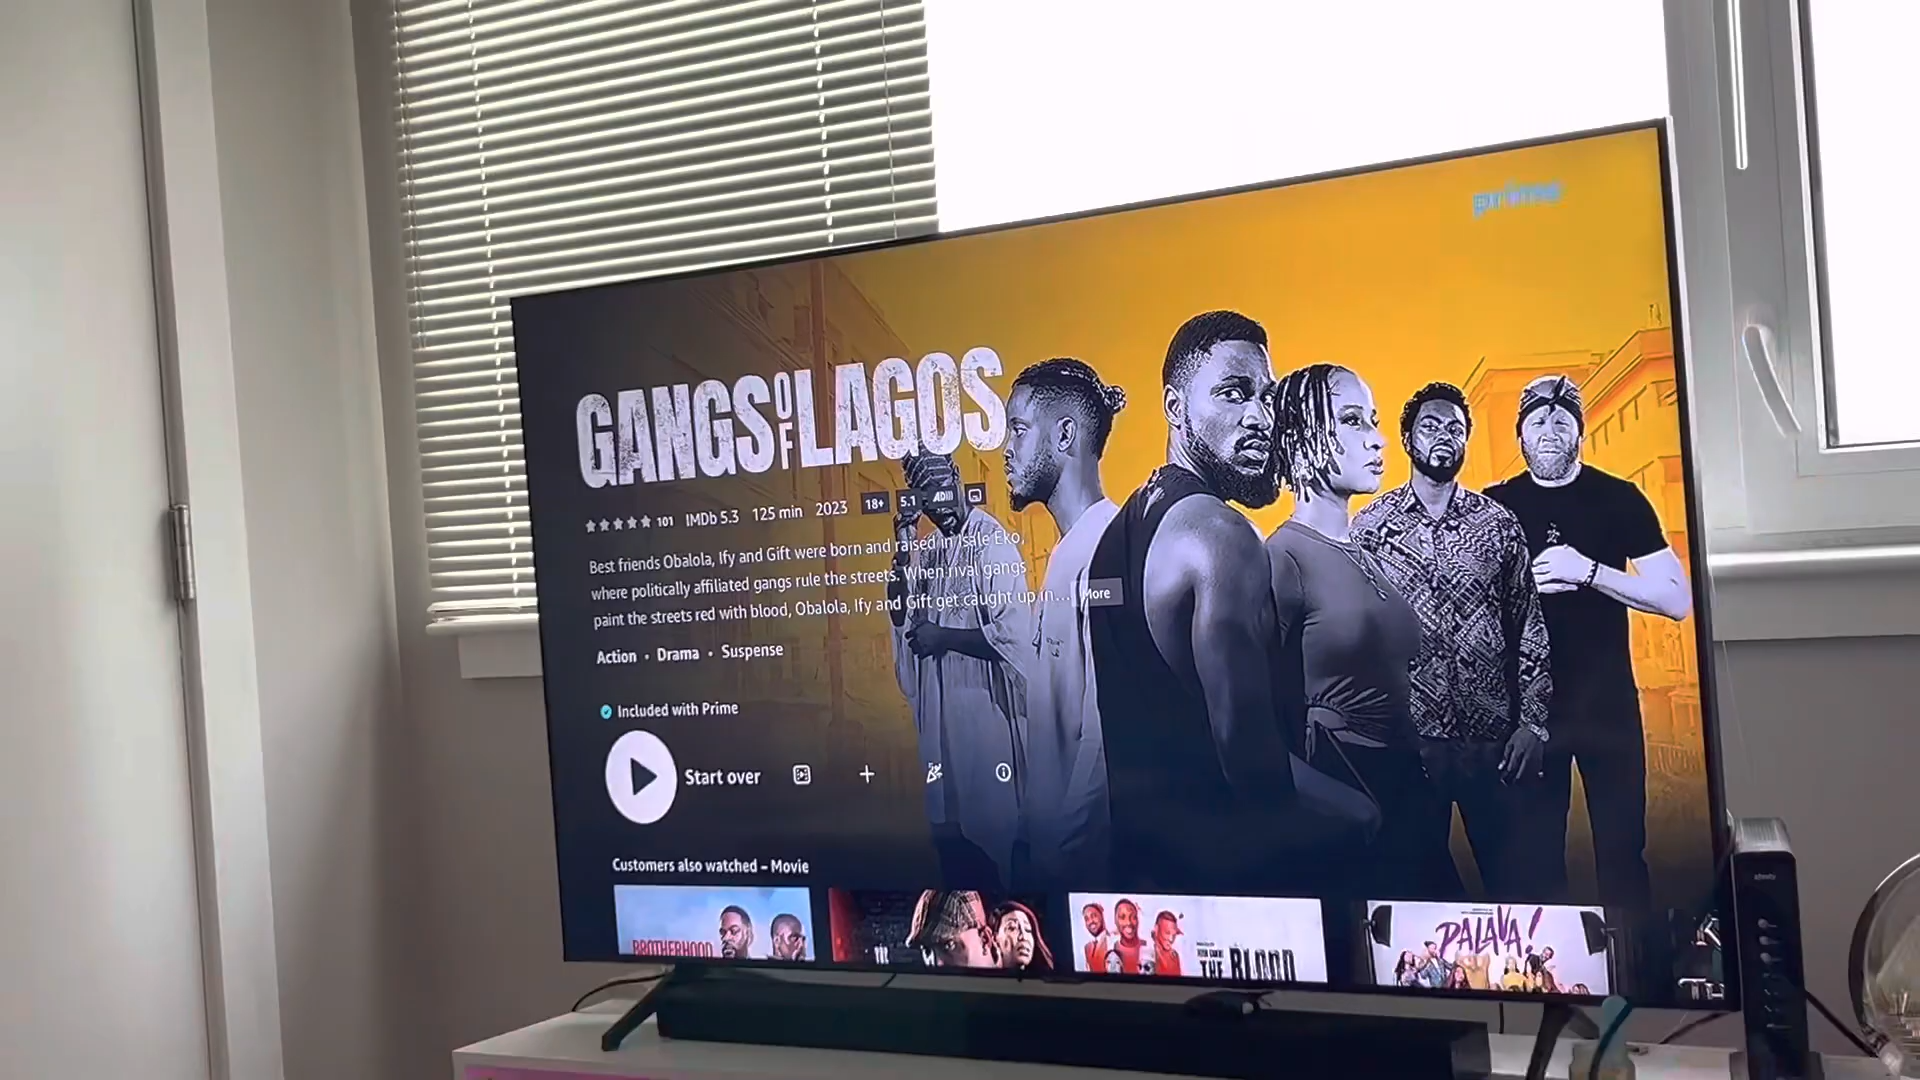 prime
GANGS OF LAGOS
101 IMDb 5.3 125 min 2023 18+ 5.1 AD
Best friends Obalola, Ify and Gift were born and raised in Isale Eko,
where politically affiliated gangs rule the streets. When rival gangs
paint the streets red with blood, Obalola, Ify and Gift get caught up in... More
Action • Drama • Suspense
Included with Prime
Start over
Customers also watched – Movie
BROTHERHOOD
THE BLOOD
PALAVA!
xfinity